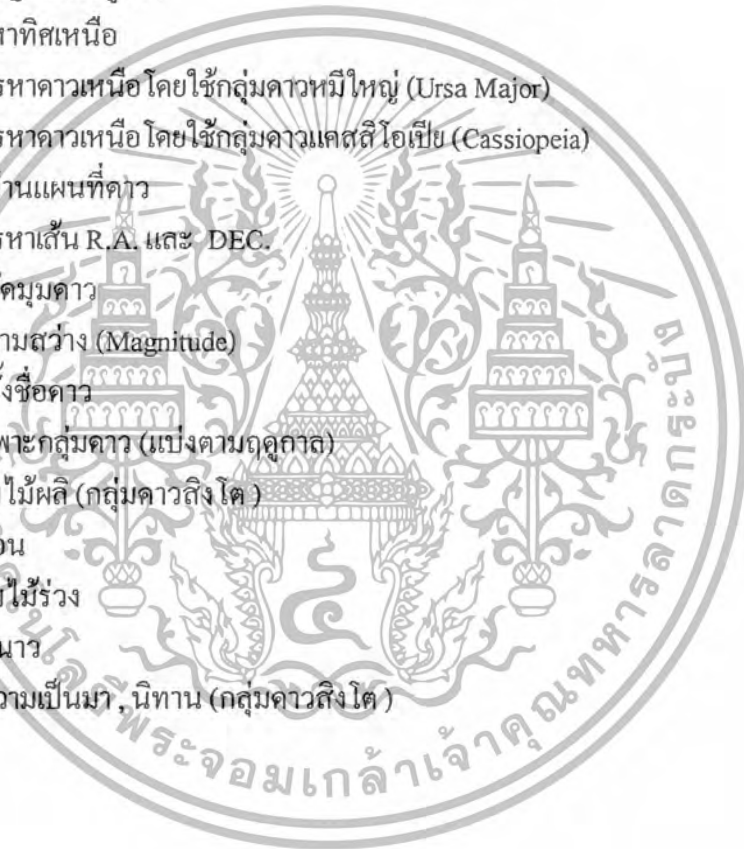 หาทิศเหนือ
รหาดาวเหนือ โดยใช้กลุ่มดาวหมีใหญ่ (Ursa Major)
รหาดาวเหนือ โดยใช้กลุ่มดาวแคสสิโอเปีย (Cassiopeia)
านแผนที่ดาว
รหาเส้น R.A. และ DEC.
ัดมุมดาว
ามสว่าง (Magnitude)
ั้งชื่อดาว
พาะกลุ่มดาว (แบ่งตามฤดูกาล)
ไม้ผลิ (กลุ่มดาวสิงโต )
อน
ไม้ร่วง
นาว
วามเป็นมา , นิทาน (กลุ่มดาวสิงโต )
โลยีพระจอมเกล้าเจ้าคุณทหารลาดกระบัง